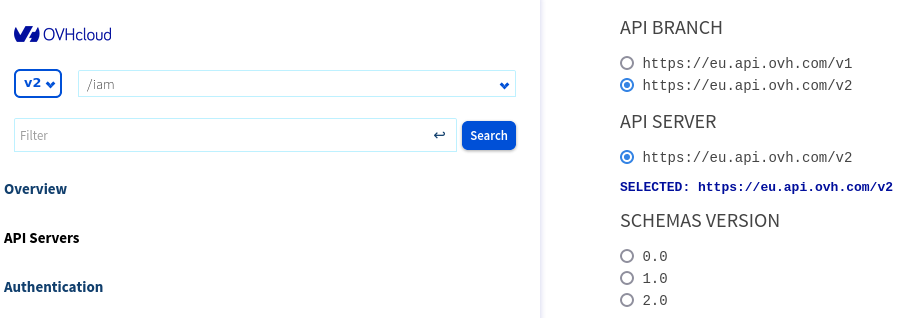 OVHcloud
v2
/iam
Filter
Search
Overview
API Servers
Authentication
API BRANCH
https://eu.api.ovh.com/v1
https://eu.api.ovh.com/v2
API SERVER
https://eu.api.ovh.com/v2
SELECTED: https://eu.api.ovh.com/v2
SCHEMAS VERSION
0.0
1.0
2.0